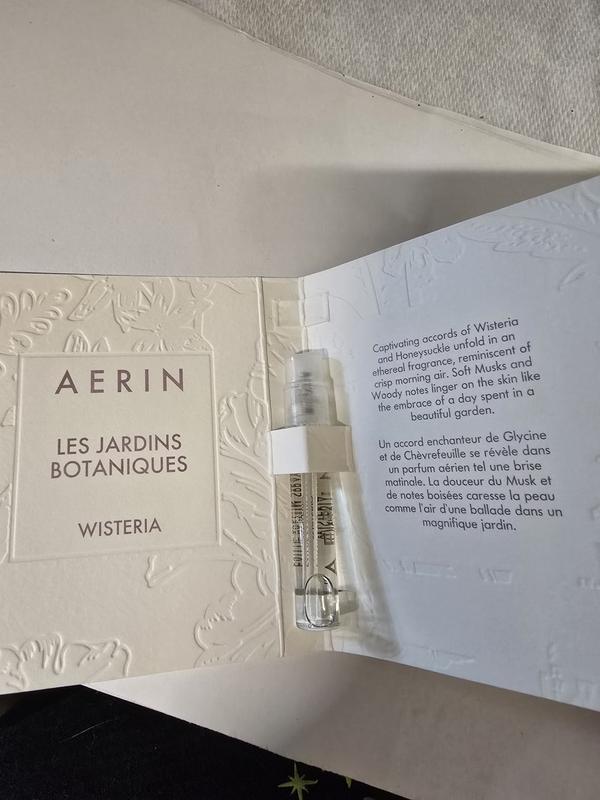 AERIN
LES JARDINS
BOTANIQUES
WISTERIA
Captivating accords of Wisteria
and Honeysuckle unfold in an
ethereal fragrance, reminiscent of
crisp morning air. Soft Musks and
Woody notes linger on the skin like
the embrace of a day spent in a
beautiful garden.
Un accord enchanteur de Glycine
et de Chèvrefeuille se révèle dans
un parfum aérien tel une brise
matinale. La douceur du Musk et
de notes boisées caresse la peau
comme l'air d'une ballade dans un
magnifique jardin.